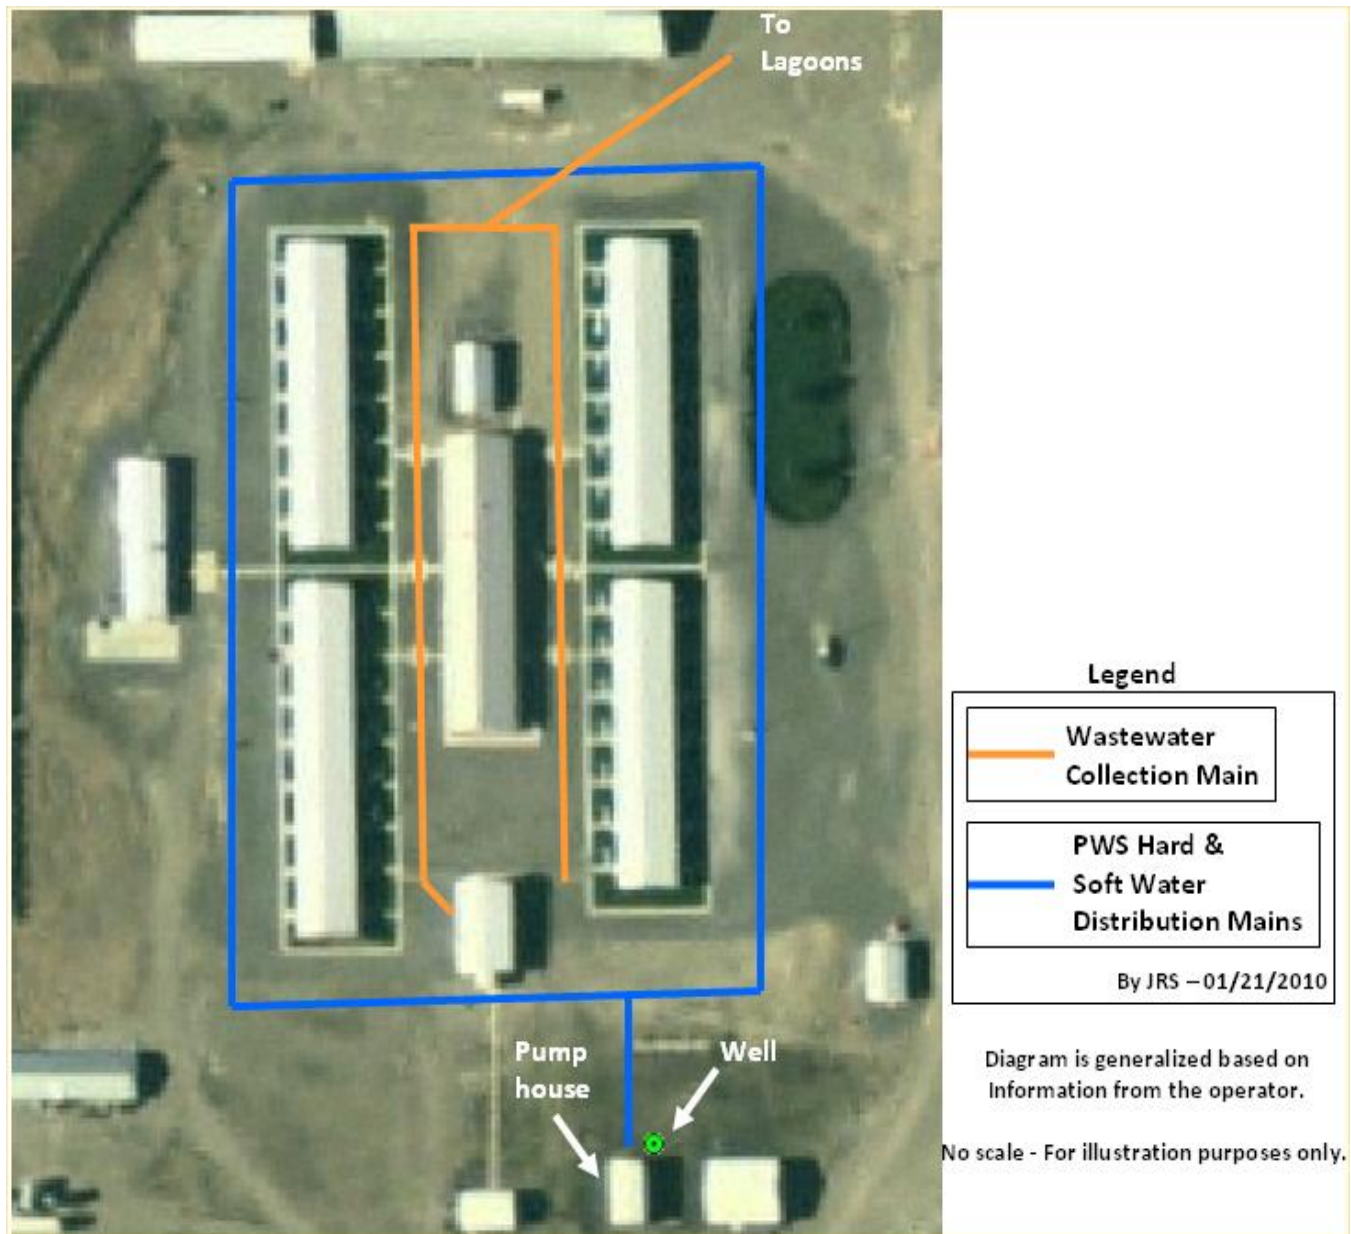 To
Lagoons
Pump
house
Well
Legend
Wastewater
Collection Main
PWS Hard &
Soft Water
Distribution Mains
By JRS – 01/21/2010
Diagram is generalized based on
Information from the operator.
No scale - For illustration purposes only.